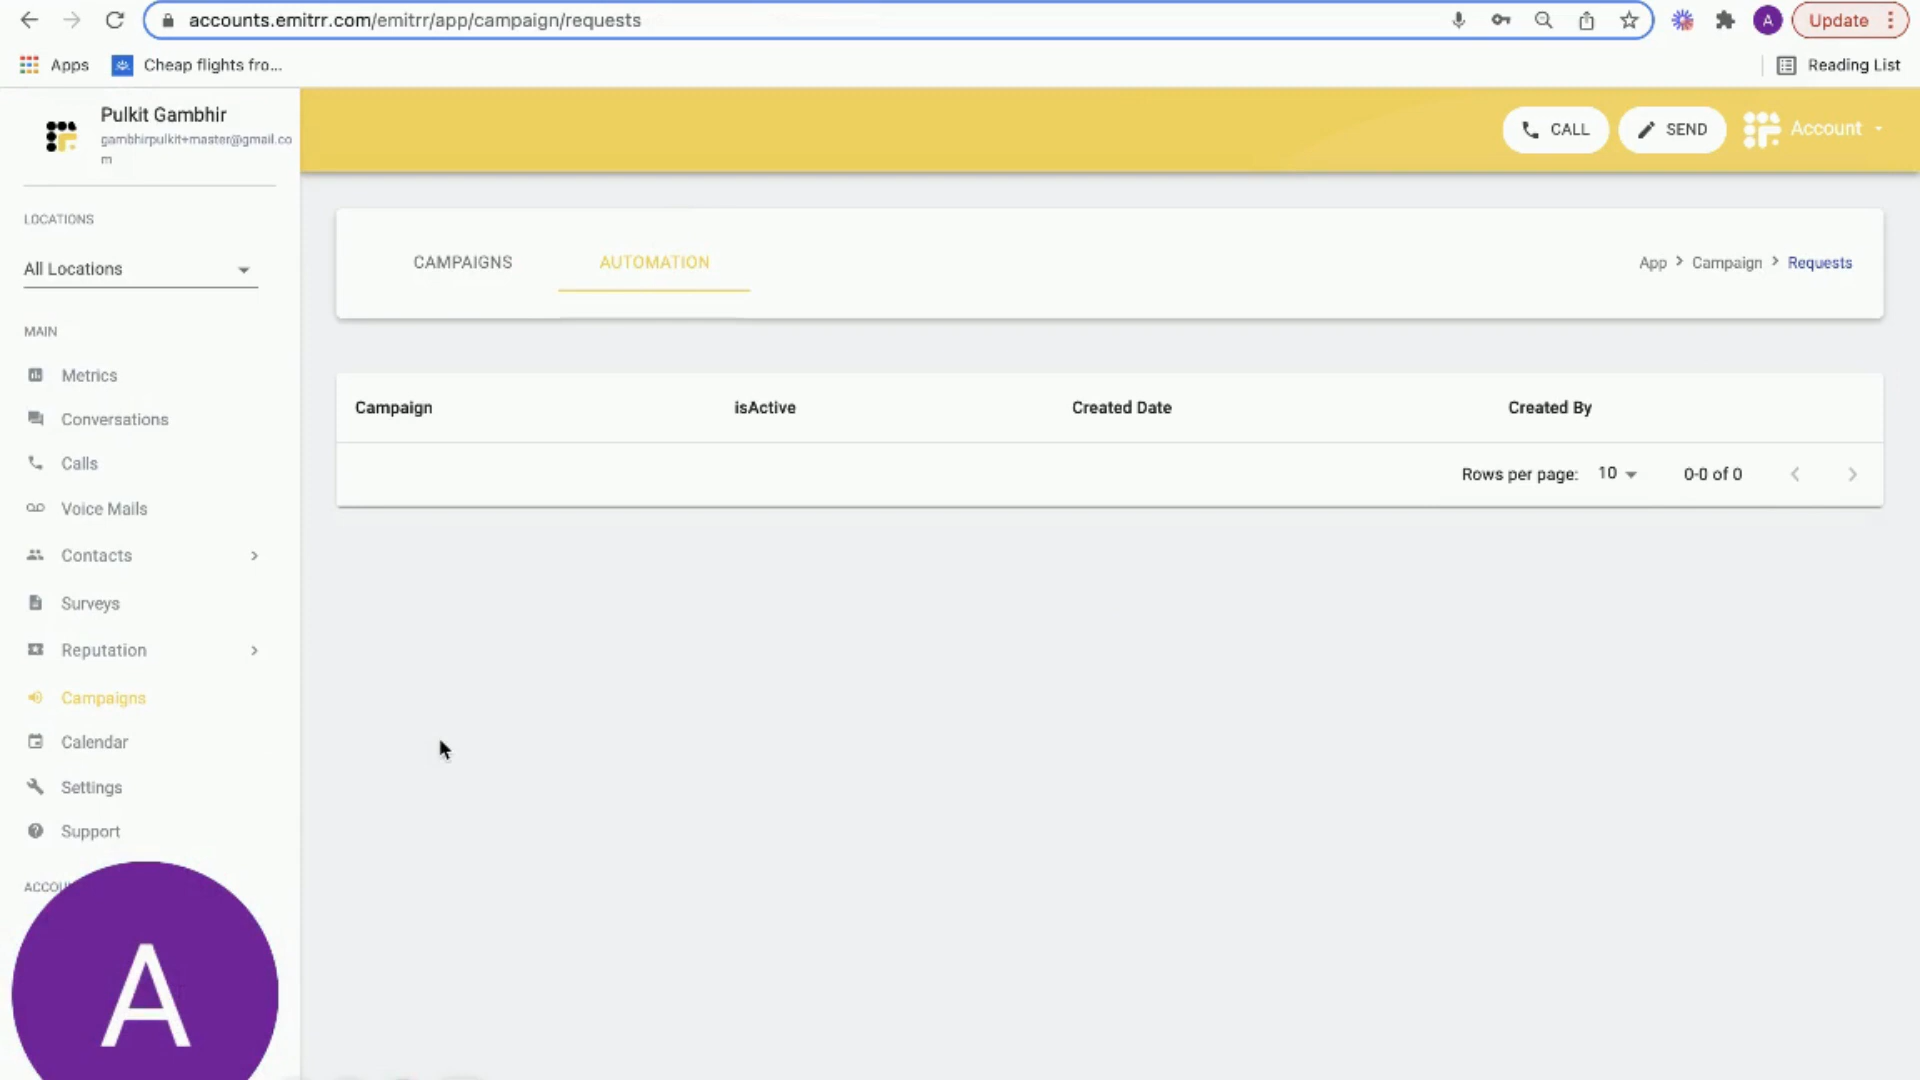 accounts.emitrr.com/emitrr/app/campaign/requests
A
Update
Apps
Cheap flights fro...
Reading List
Pulkit Gambhir
gambhirpulkit+master@gmail.co
m
CALL
SEND
Account
LOCATIONS
All Locations
CAMPAIGNS
AUTOMATION
App > Campaign > Requests
MAIN
Metrics
Conversations
Calls
Voice Mails
Contacts
Surveys
Reputation
Campaigns
Calendar
Settings
Support
Campaign
isActive
Created Date
Created By
Rows per page: 10
0-0 of 0
A